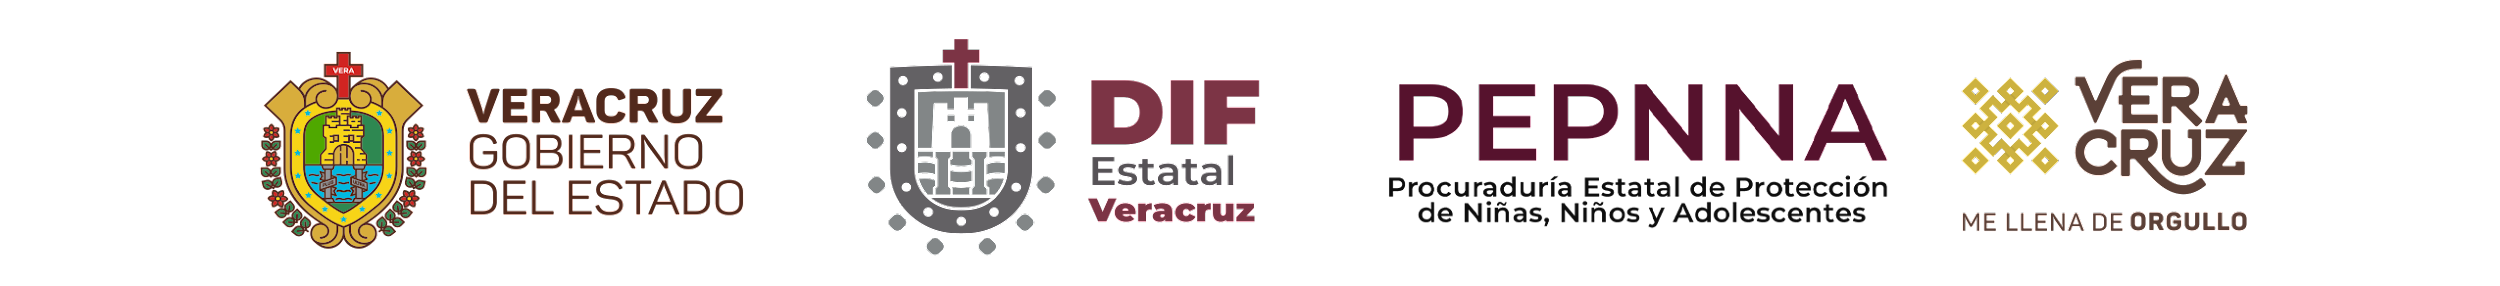 VERA
VERACRUZ
GOBIERNO
DEL ESTADO
DIF
Estatal
Veracruz
PEPNNA
Procuraduría Estatal de Protección
de Niñas, Niños y Adolescentes
VERA
CRUZ
ME LLENA DE ORGULLO